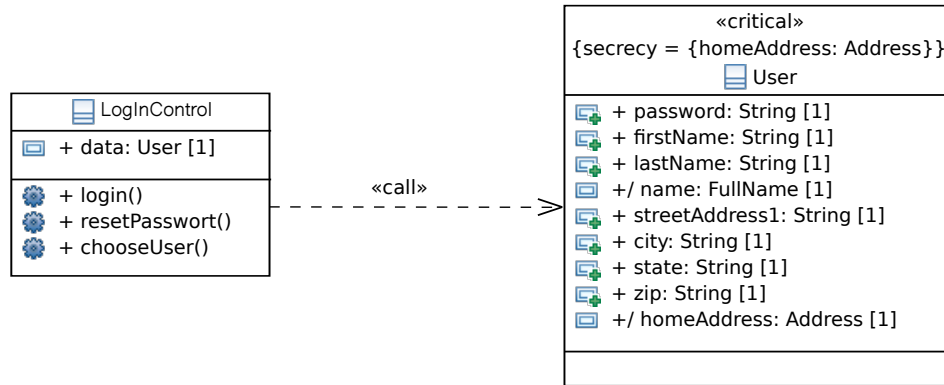 LogInControl
+ data: User [1]
+ login()
+ resetPasswort()
+ chooseUser()
«call»
«critical»
{secrecy = {homeAddress: Address}}
User
+ password: String [1]
+ firstName: String [1]
+ lastName: String [1]
+/ name: FullName [1]
+ streetAddress1: String [1]
+ city: String [1]
+ state: String [1]
+ zip: String [1]
+/ homeAddress: Address [1]